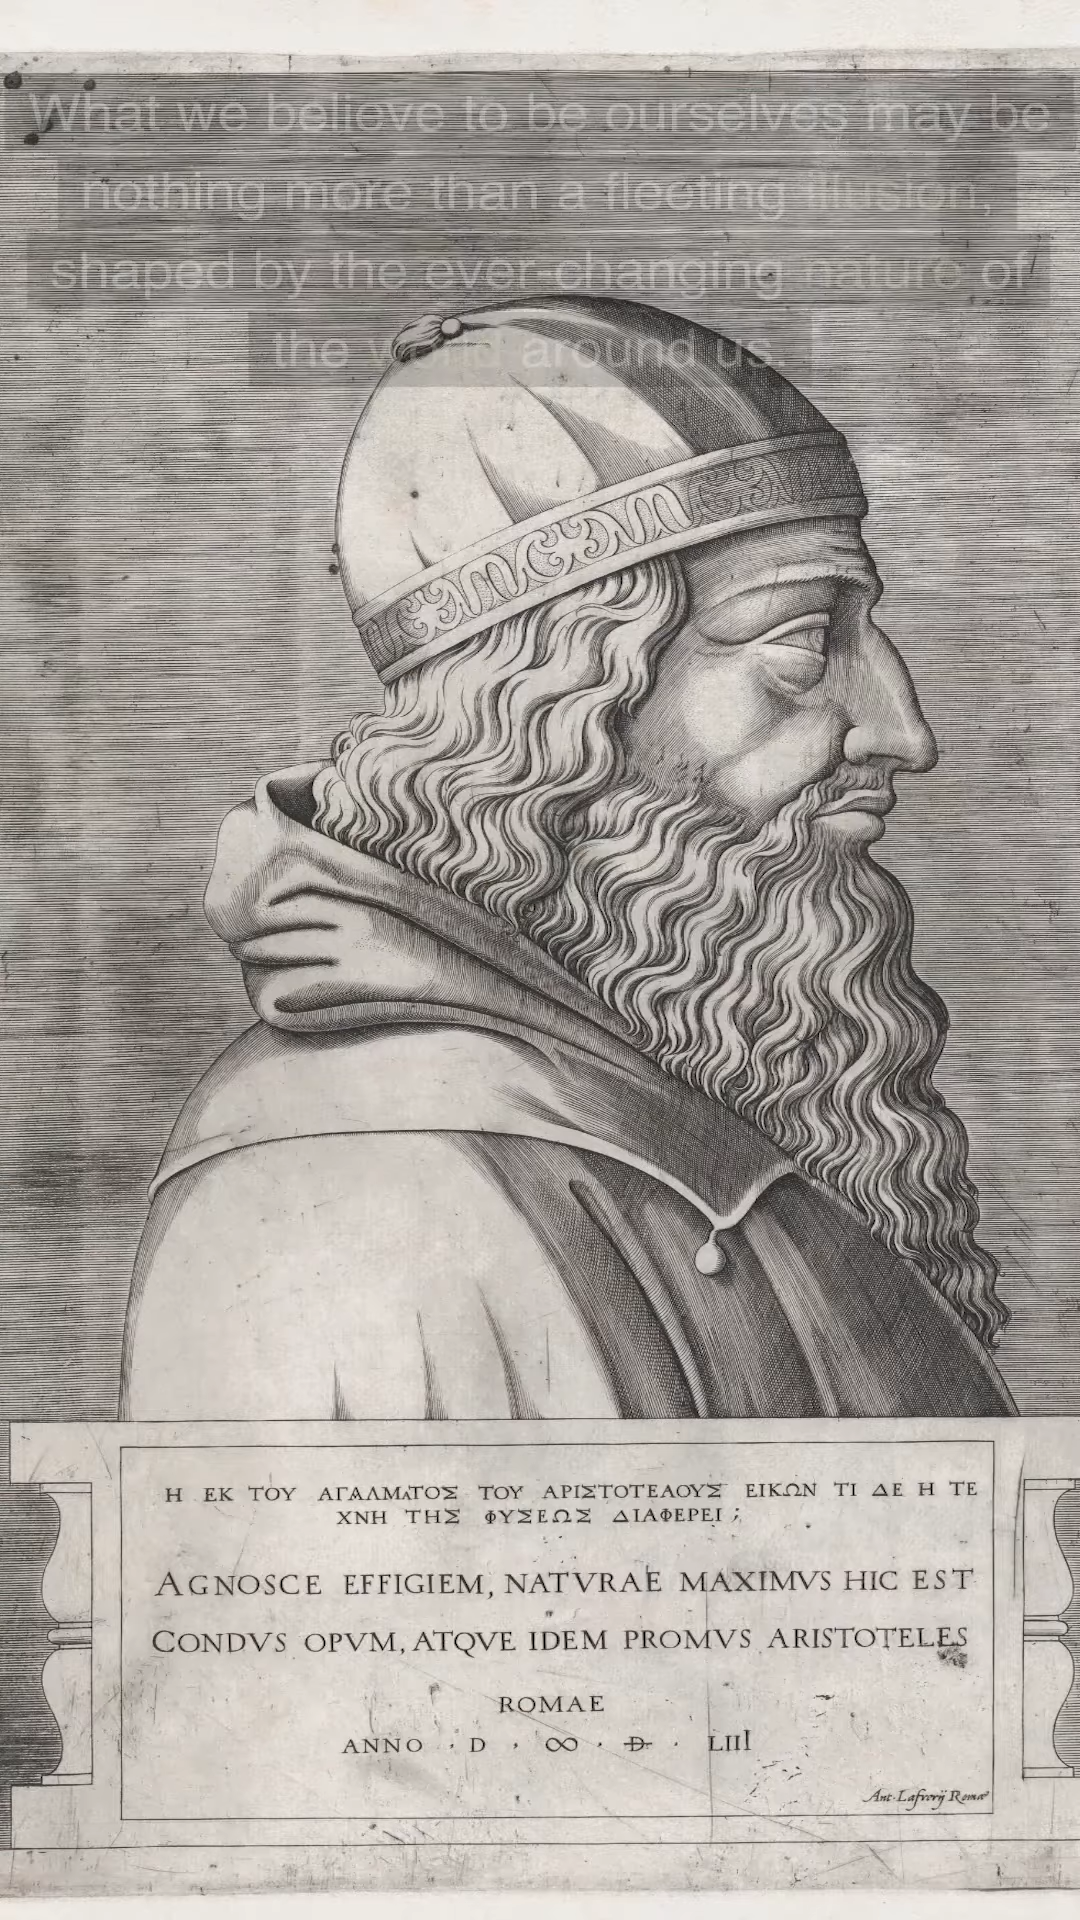 What we believe to be ourselves may be
nothing more than a fleeting illusion,
shaped by the ever-changing nature of
the world around us.
Η ΕΚ ΤΟΥ ΑΓΑΛΜΑΤΟΣ ΤΟΥ ΑΡΙΣΤΟΤΕΛΟΥΣ ΕΙΚΩΝ ΤΙ ΔΕ Η ΤΕ
ΧΝΗ ΤΗΣ ΦΥΣΕΩΣ ΔΙΑΦΕΡΕΙ ;
AGNOSCE EFFIGIEM, NATVRAE MAXIMVS HIC EST
CONDVS OPVM, ATQVE IDEM PROMVS ARISTOTELES
ROMAE
ANNO · D · ∞ · Đ · LIII
Ant. Lafrerij Romae